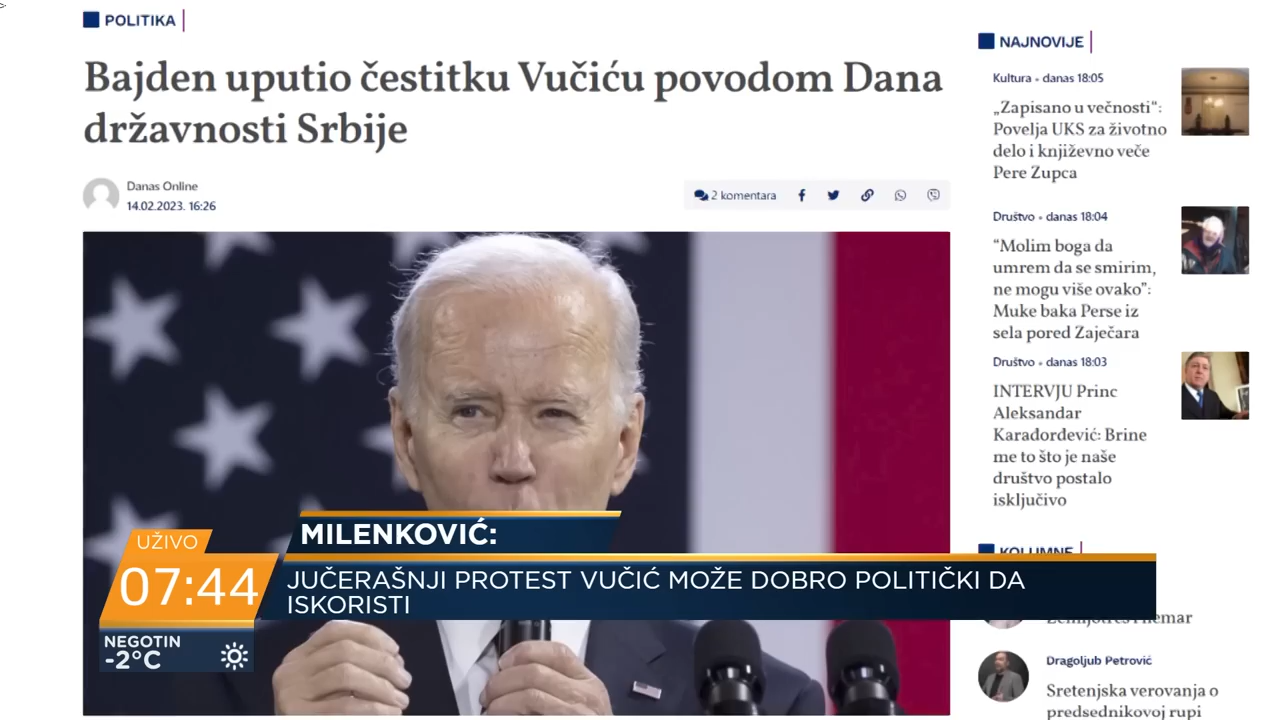 POLITIKA
Bajden uputio čestitku Vučiću povodom Dana
državnosti Srbije
Danas Online
14.02.2023. 16:26
2 komentara
NAJNOVIJE
Kultura • danas 18:05
„Zapisano u večnosti“:
Povelja UKS za životno
delo i književno veče
Pere Zupca
Društvo • danas 18:04
“Molim boga da
umrem da se smirim,
ne mogu više ovako”:
Muke baka Perse iz
sela pored Zaječara
Društvo • danas 18:03
INTERVJU Princ
Aleksandar
Karađorđević: Brine
me to što je naše
društvo postalo
isključivo
KOLUMNE
Dragoljub Petrović
Sretenjska verovanja o
predsednikovoj rupi
UŽIVO
07:44
NEGOTIN
-2°C
MILENKOVIĆ:
JUČERAŠNJI PROTEST VUČIĆ MOŽE DOBRO POLITIČKI DA
ISKORISTI